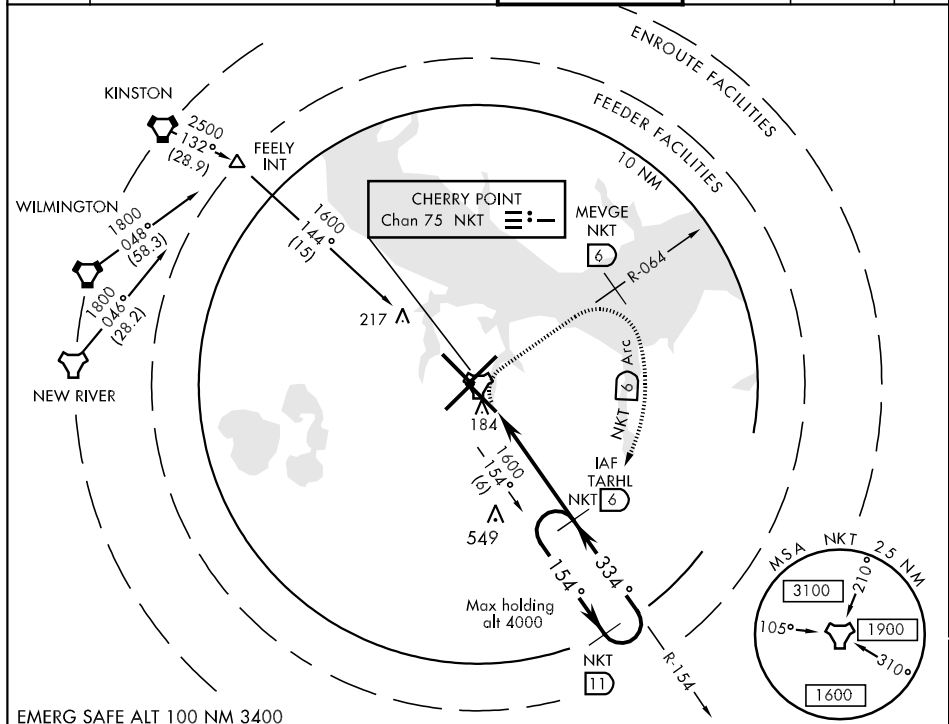 ENROUTE FACILITIES
FEEDER FACILITIES
10 NM
KINSTON
2500
132°
(28.9)
FEELY
INT
WILMINGTON
1800
048°
(58.3)
1800
046°
(28.2)
NEW RIVER
1600
144°
(15)
CHERRY POINT
Chan 75 NKT
MEVGE
NKT
6
R-064
217
NKT 6 Arc
184
1600
154°
(6)
IAF
TARHL
NKT 6
549
154°
334°
Max holding
alt 4000
NKT
11
R-154
MSA NKT 25 NM
3100
210°
105°
1900
310°
1600
EMERG SAFE ALT 100 NM 3400